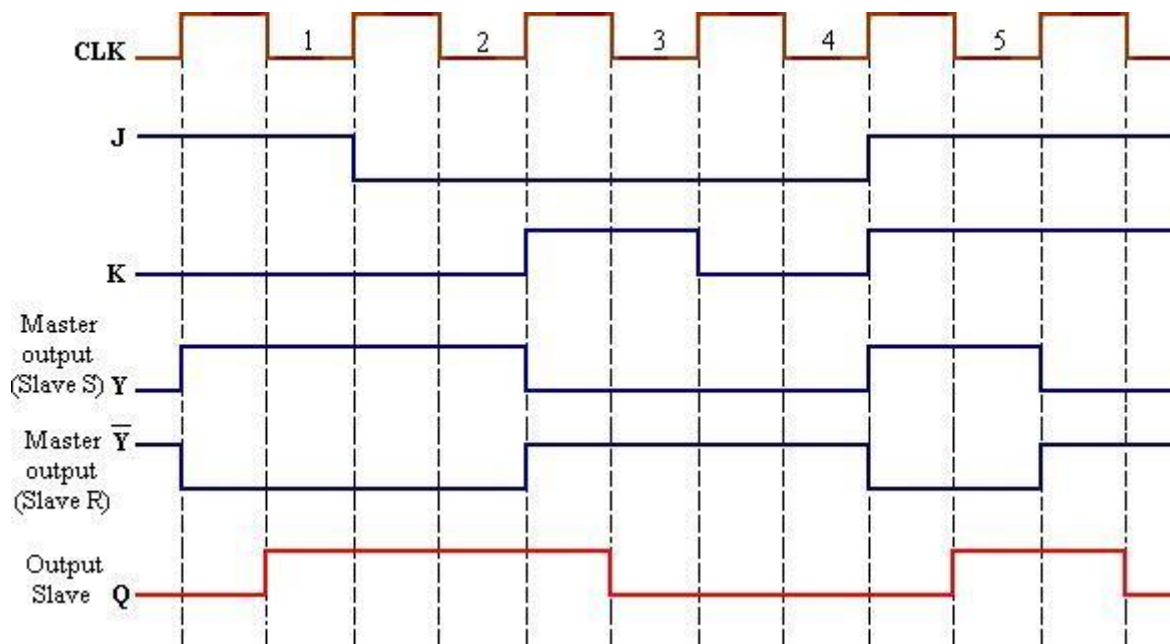 CLK 1 2 3 4 5
J
K
Master
output
(Slave S) Y
Master Y̅
output
(Slave R)
Output
Slave Q